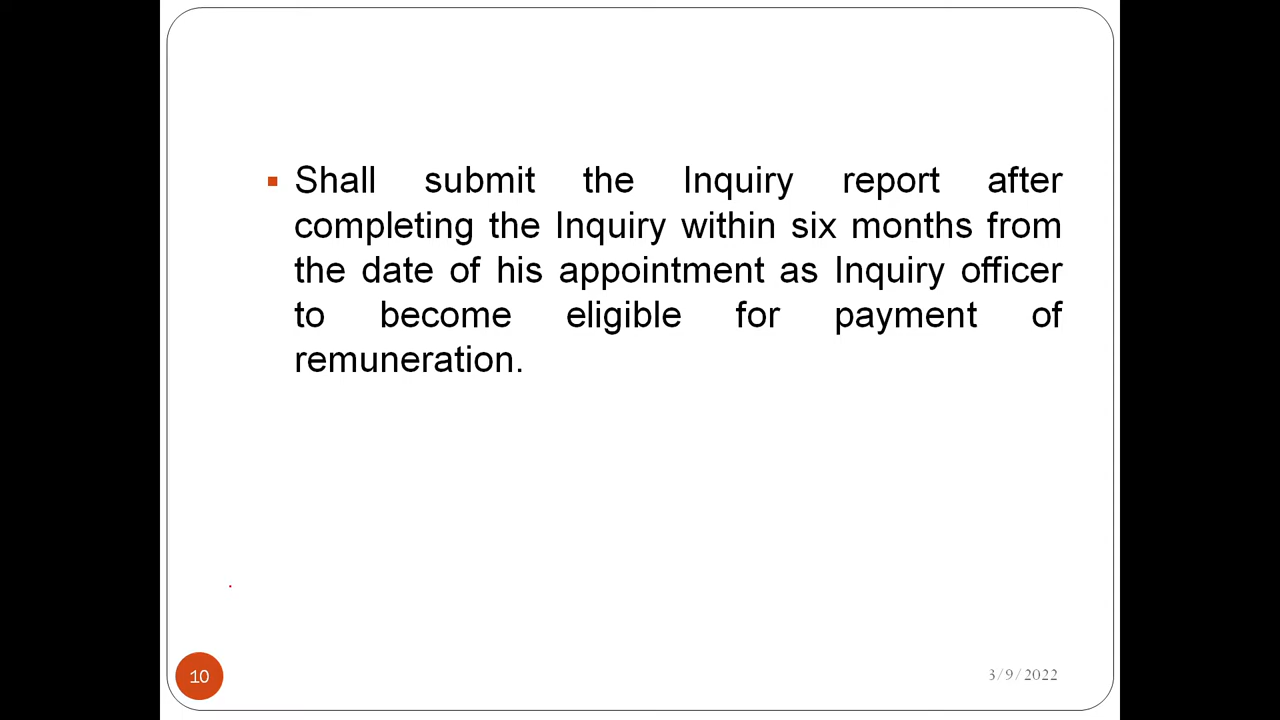 Shall submit the Inquiry report after
completing the Inquiry within six months from
the date of his appointment as Inquiry officer
to become eligible for payment of
remuneration.
10
3/9/2022